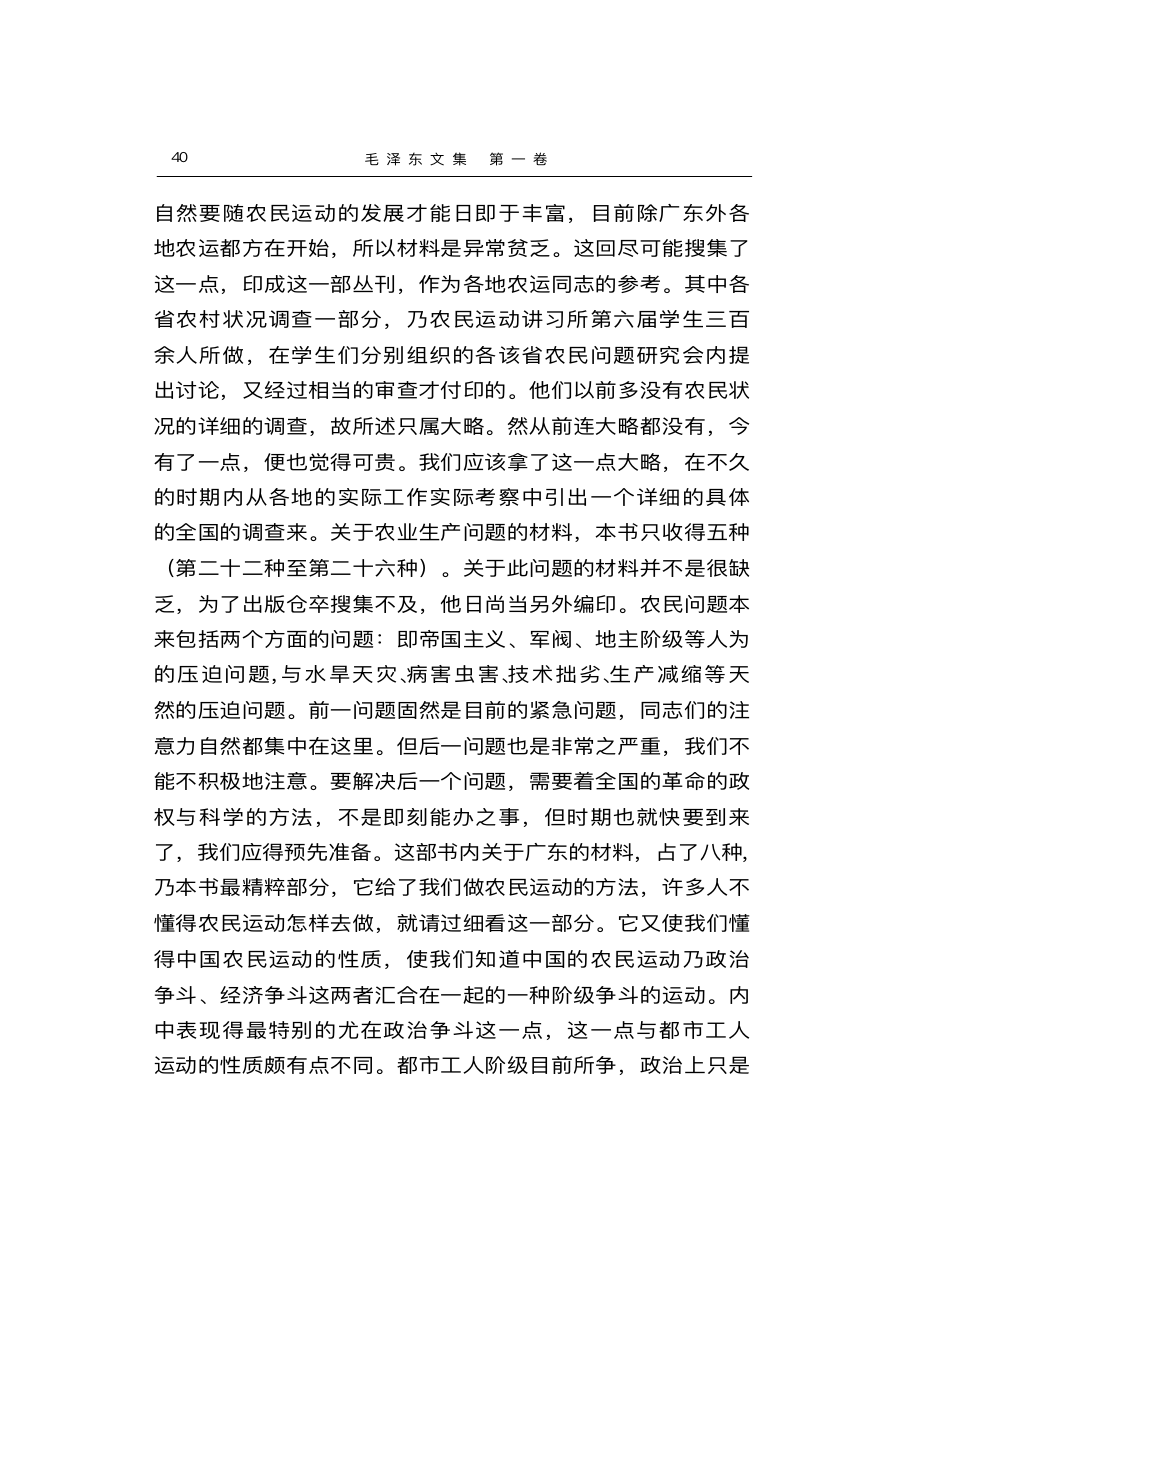 40 毛泽东文集 第一卷
自然要随农民运动的发展才能日即于丰富，目前除广东外各
地农运都方在开始，所以材料是异常贫乏。这回尽可能搜集了
这一点，印成这一部丛刊，作为各地农运同志的参考。其中各
省农村状况调查一部分，乃农民运动讲习所第六届学生三百
余人所做，在学生们分别组织的各该省农民问题研究会内提
出讨论，又经过相当的审查才付印的。他们以前多没有农民状
况的详细的调查，故所述只属大略。然从前连大略都没有，今
有了一点，便也觉得可贵。我们应该拿了这一点大略，在不久
的时期内从各地的实际工作实际考察中引出一个详细的具体
的全国的调查来。关于农业生产问题的材料，本书只收得五种
（第二十二种至第二十六种）。关于此问题的材料并不是很缺
乏，为了出版仓卒搜集不及，他日尚当另外编印。农民问题本
来包括两个方面的问题：即帝国主义、军阀、地主阶级等人为
的压迫问题，与水旱天灾、病害虫害、技术拙劣、生产减缩等天
然的压迫问题。前一问题固然是目前的紧急问题，同志们的注
意力自然都集中在这里。但后一问题也是非常之严重，我们不
能不积极地注意。要解决后一个问题，需要着全国的革命的政
权与科学的方法，不是即刻能办之事，但时期也就快要到来
了，我们应得预先准备。这部书内关于广东的材料，占了八种，
乃本书最精粹部分，它给了我们做农民运动的方法，许多人不
懂得农民运动怎样去做，就请过细看这一部分。它又使我们懂
得中国农民运动的性质，使我们知道中国的农民运动乃政治
争斗、经济争斗这两者汇合在一起的一种阶级争斗的运动。内
中表现得最特别的尤在政治争斗这一点，这一点与都市工人
运动的性质颇有点不同。都市工人阶级目前所争，政治上只是